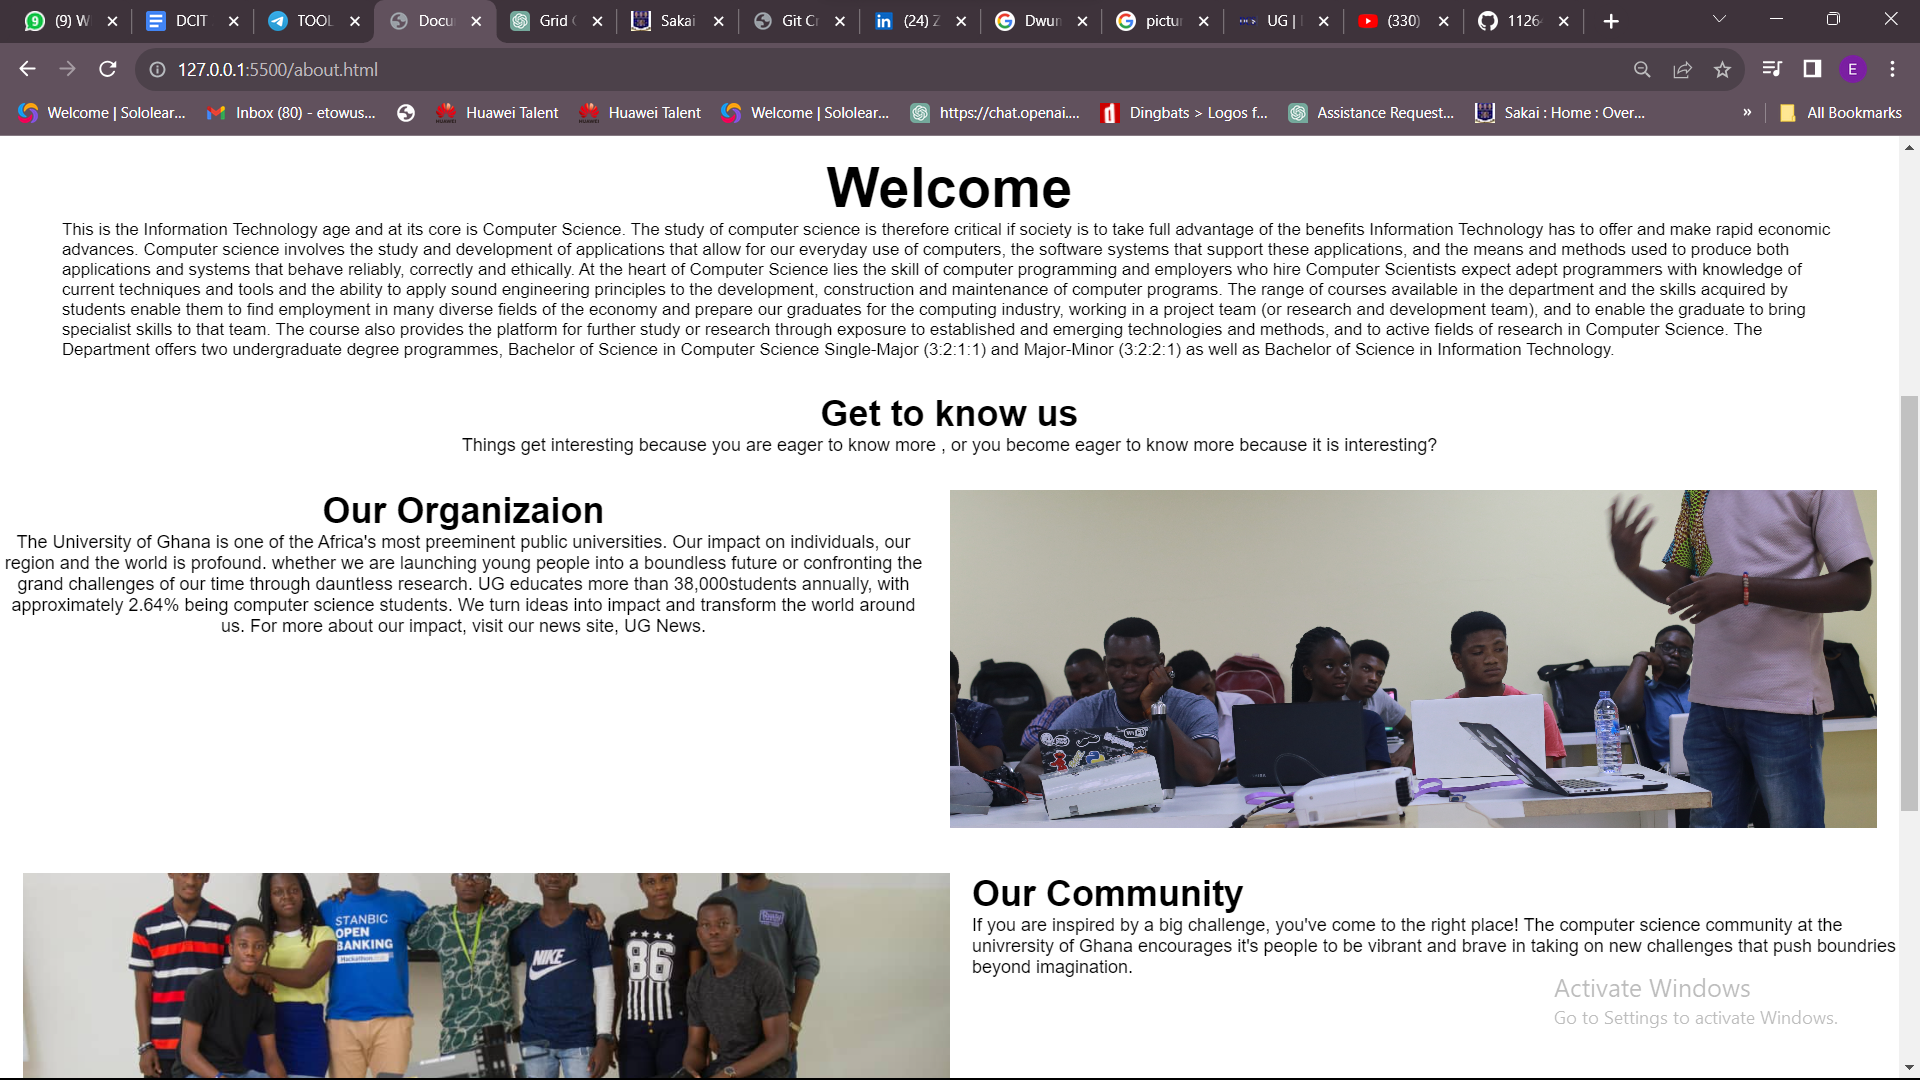 (9) W
DCIT
TOOL
Docu
Grid
Sakai
Git Cr
(24) Z
Dwun
pictur
UG |
(330)
1126
127.0.0.1:5500/about.html
E
Welcome | Sololear...
Inbox (80) - etowus...
Huawei Talent
Huawei Talent
Welcome | Sololear...
https://chat.openai....
Dingbats > Logos f...
Assistance Request...
Sakai : Home : Over...
»
All Bookmarks
Welcome
This is the Information Technology age and at its core is Computer Science. The study of computer science is therefore critical if society is to take full advantage of the benefits Information Technology has to offer and make rapid economic
advances. Computer science involves the study and development of applications that allow for our everyday use of computers, the software systems that support these applications, and the means and methods used to produce both
applications and systems that behave reliably, correctly and ethically. At the heart of Computer Science lies the skill of computer programming and employers who hire Computer Scientists expect adept programmers with knowledge of
current techniques and tools and the ability to apply sound engineering principles to the development, construction and maintenance of computer programs. The range of courses available in the department and the skills acquired by
students enable them to find employment in many diverse fields of the economy and prepare our graduates for the computing industry, working in a project team (or research and development team), and to enable the graduate to bring
specialist skills to that team. The course also provides the platform for further study or research through exposure to established and emerging technologies and methods, and to active fields of research in Computer Science. The
Department offers two undergraduate degree programmes, Bachelor of Science in Computer Science Single-Major (3:2:1:1) and Major-Minor (3:2:2:1) as well as Bachelor of Science in Information Technology.
Get to know us
Things get interesting because you are eager to know more , or you become eager to know more because it is interesting?
Our Organizaion
The University of Ghana is one of the Africa's most preeminent public universities. Our impact on individuals, our
region and the world is profound. whether we are launching young people into a boundless future or confronting the
grand challenges of our time through dauntless research. UG educates more than 38,000students annually, with
approximately 2.64% being computer science students. We turn ideas into impact and transform the world around
us. For more about our impact, visit our news site, UG News.
STANBIC
OPEN
BANKING
Hackathon
NIKE
86
Our Community
If you are inspired by a big challenge, you've come to the right place! The computer science community at the
univrersity of Ghana encourages it's people to be vibrant and brave in taking on new challenges that push boundries
beyond imagination.
Activate Windows
Go to Settings to activate Windows.